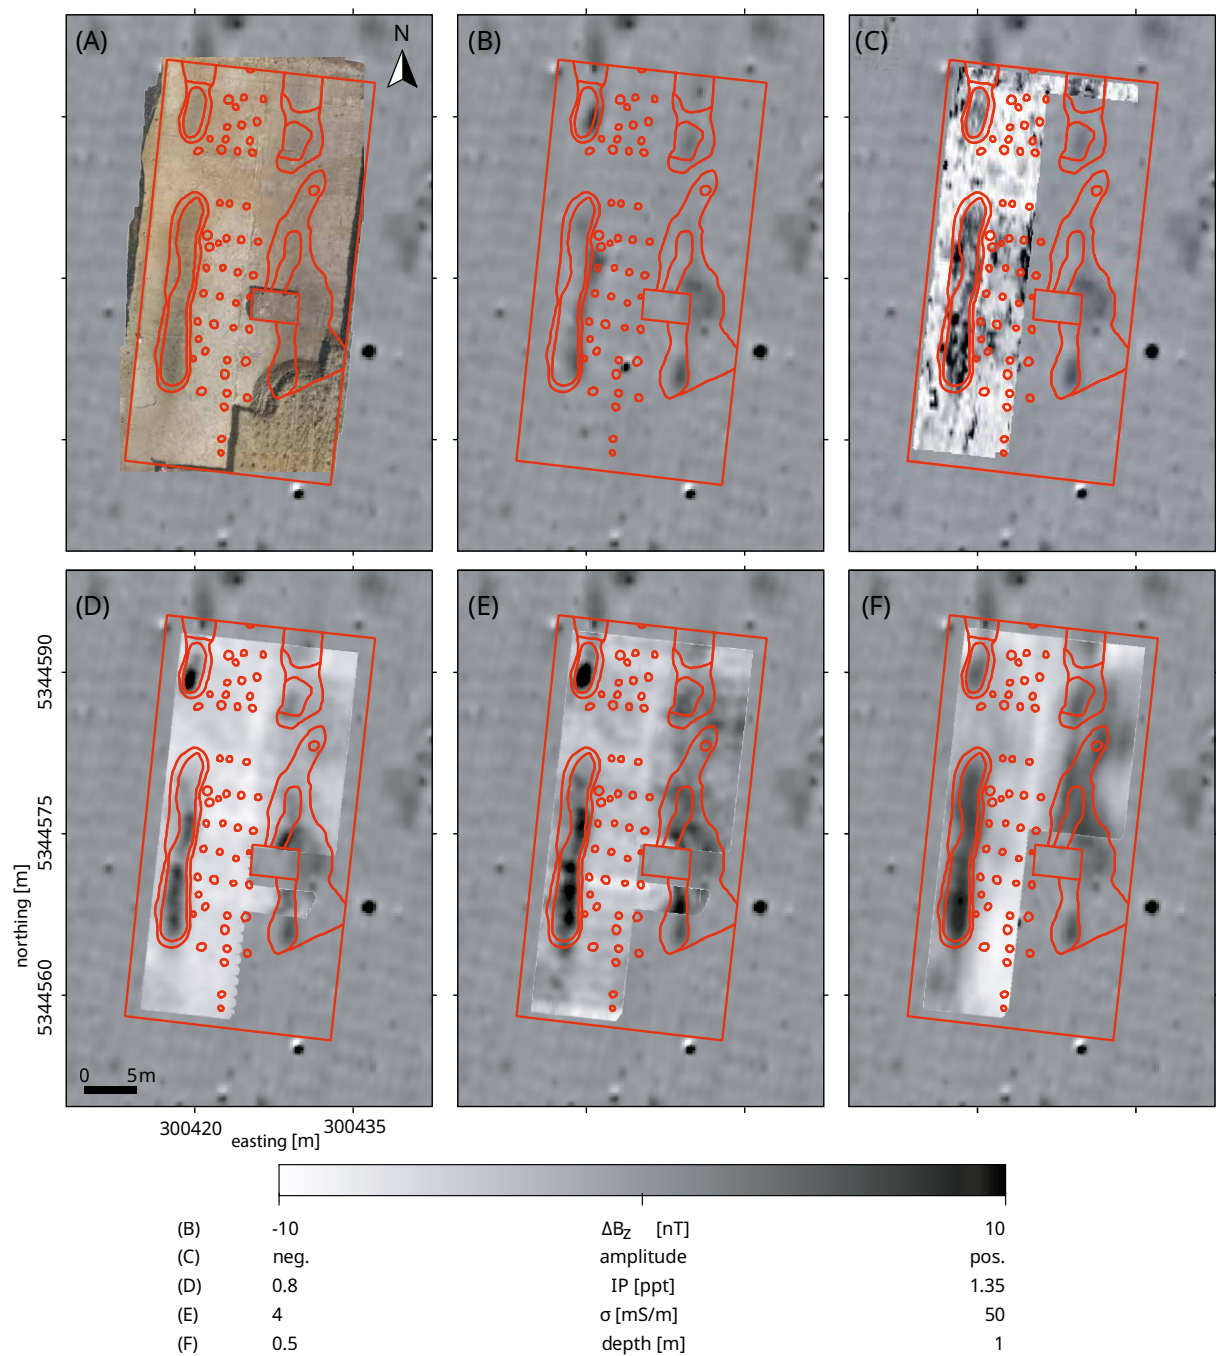 (A)
N
(B)
(C)
(D)
(E)
(F)
5344590
5344575
5344560
northing [m]
0 5m
300420 300435
easting [m]
(B) -10 ΔBZ [nT] 10
(C) neg. amplitude pos.
(D) 0.8 IP [ppt] 1.35
(E) 4 σ [mS/m] 50
(F) 0.5 depth [m] 1